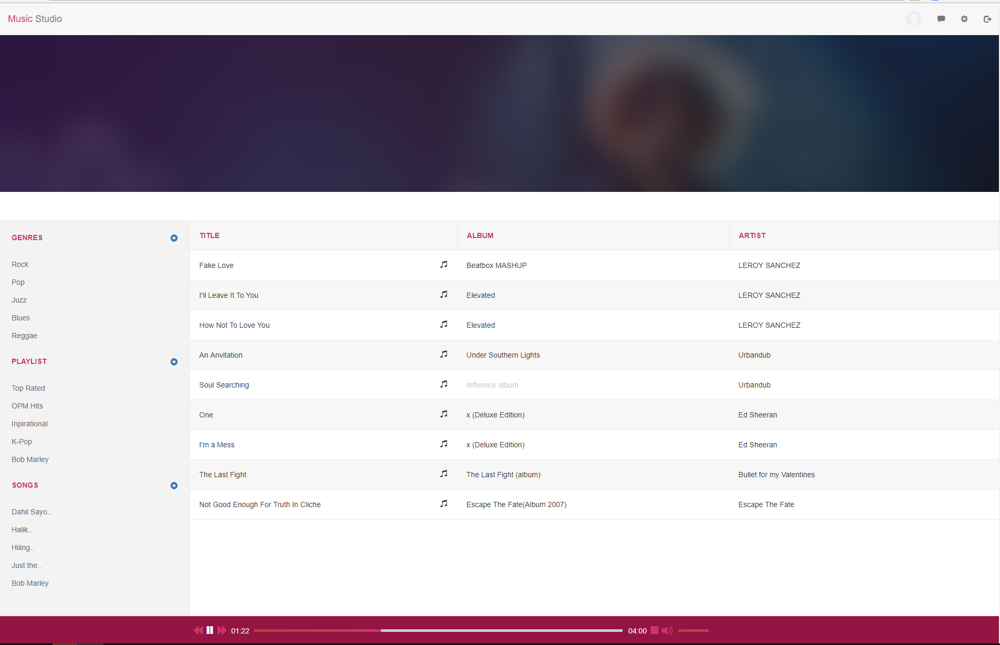 Music Studio
GENRES
Rock
Pop
Juzz
Blues
Reggae
PLAYLIST
Top Rated
OPM Hits
Inpirational
K-Pop
Bob Marley
SONGS
Dahil Sayo..
Halik..
Hiling..
Just the..
Bob Marley
TITLE ALBUM ARTIST
Fake Love Beatbox MASHUP LEROY SANCHEZ
I'll Leave It To You Elevated LEROY SANCHEZ
How Not To Love You Elevated LEROY SANCHEZ
An Anvitation Under Southern Lights Urbandub
Soul Searching Influence album Urbandub
One x (Deluxe Edition) Ed Sheeran
I'm a Mess x (Deluxe Edition) Ed Sheeran
The Last Fight The Last Fight (album) Bullet for my Valentines
Not Good Enough For Truth In Cliche Escape The Fate(Album 2007) Escape The Fate
01:22 04:00